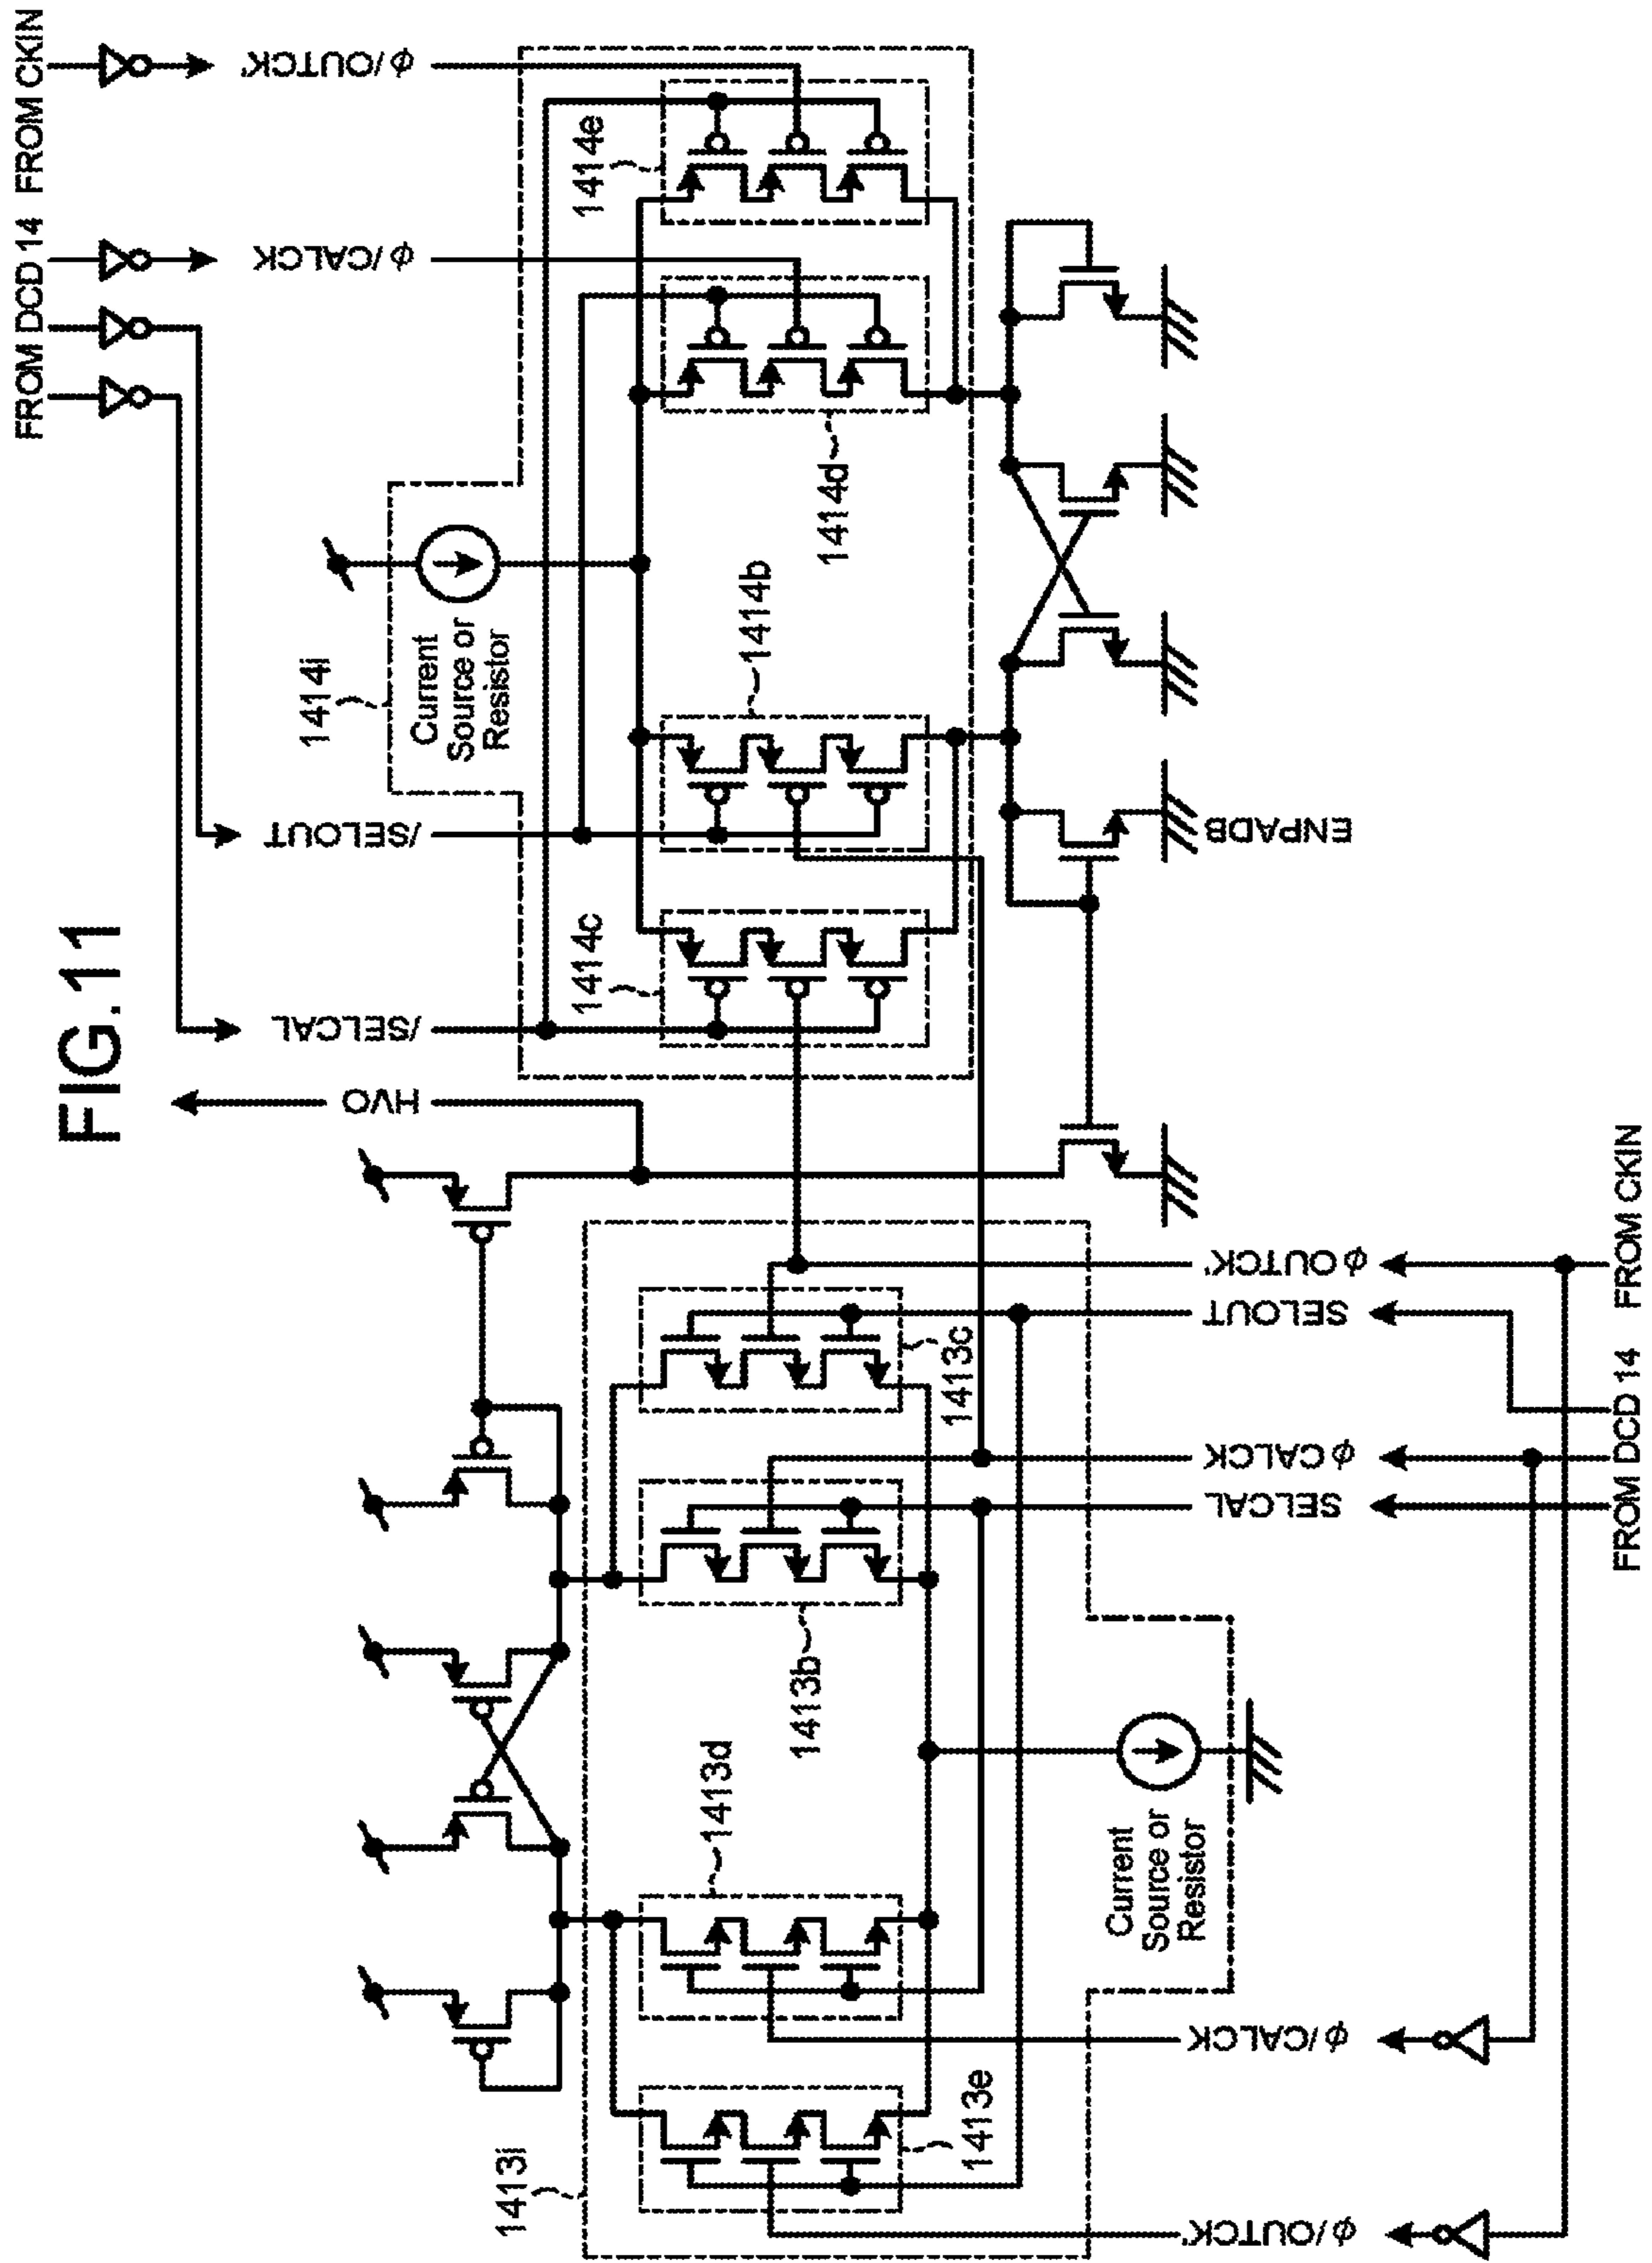 FIG.11
FROM DCD 14
FROM CKIN
φ/OUTCK'
φ/CALCK
/SELOUT
/SELCAL
HVO
1414i
Current
Source or
Resistor
1414e
1414d
1414b
1414c
ENPADB
1413i
1413e
1413d
1413b
1413c
Current
Source or
Resistor
φ/OUTCK'
φ/CALCK
SELCAL
φCALCK
SELOUT
φOUTCK'
FROM DCD 14
FROM CKIN